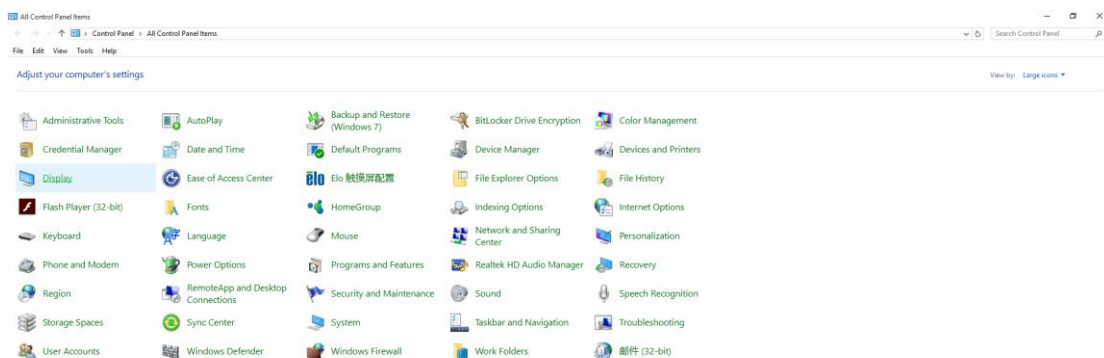 All Control Panel Items
Control Panel > All Control Panel Items
Search Control Panel
File Edit View Tools Help
Adjust your computer's settings
View by: Large icons
Administrative Tools
AutoPlay
Backup and Restore
(Windows 7)
BitLocker Drive Encryption
Color Management
Credential Manager
Date and Time
Default Programs
Device Manager
Devices and Printers
Display
Ease of Access Center
elo Elo 触摸屏配置
File Explorer Options
File History
Flash Player (32-bit)
Fonts
HomeGroup
Indexing Options
Internet Options
Keyboard
Language
Mouse
Network and Sharing
Center
Personalization
Phone and Modem
Power Options
Programs and Features
Realtek HD Audio Manager
Recovery
Region
RemoteApp and Desktop
Connections
Security and Maintenance
Sound
Speech Recognition
Storage Spaces
Sync Center
System
Taskbar and Navigation
Troubleshooting
User Accounts
Windows Defender
Windows Firewall
Work Folders
邮件 (32-bit)